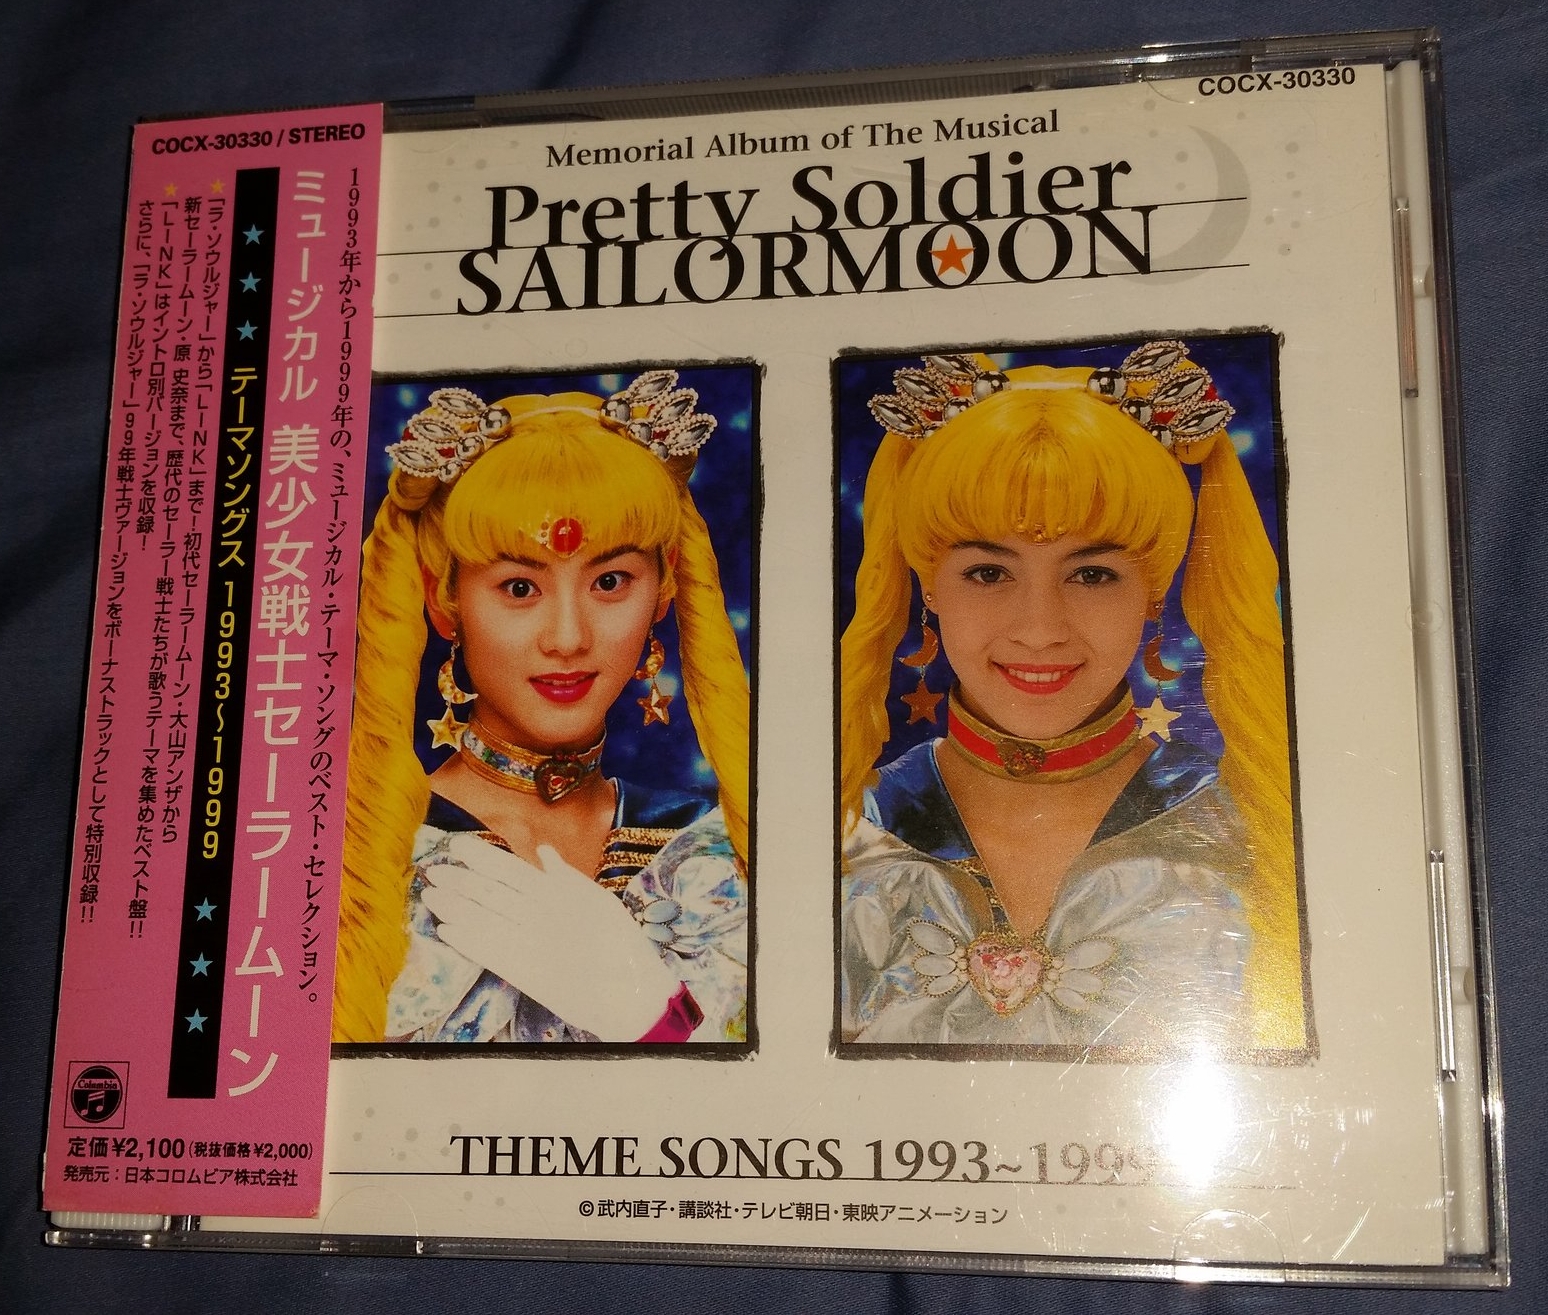 COCX-30330
Memorial Album of The Musical
Pretty Soldier
SAILORMOON
THEME SONGS 1993~1999
©武内直子・講談社・テレビ朝日・東映アニメーション
COCX-30330 / STEREO
1993年から1999年の、ミュージカル・テーマ・ソングのベスト・セレクション。
ミュージカル 美少女戦士セーラームーン
★ ★ ★ テーマソングス 1993〜1999 ★ ★ ★
★「ラ・ソウルジャー」から「LINK」まで!初代セーラームーン・大山アンザから
新セーラームーン・原 史奈まで、歴代のセーラー戦士たちが歌うテーマを集めたベスト盤!!
★「LINK」はイントロ別バージョンを収録!
さらに、「ラ・ソウルジャー」99年戦士ヴァージョンをボーナストラックとして特別収録!!
Columbia
定価¥2,100(税抜価格¥2,000)
発売元:日本コロムビア株式会社